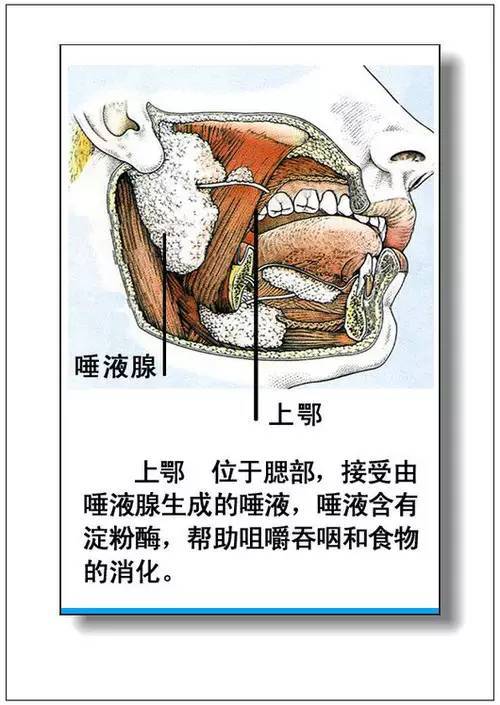 唾液腺
上鄂
上鄂 位于腮部，接受由
唾液腺生成的唾液，唾液含有
淀粉酶，帮助咀嚼吞咽和食物
的消化。